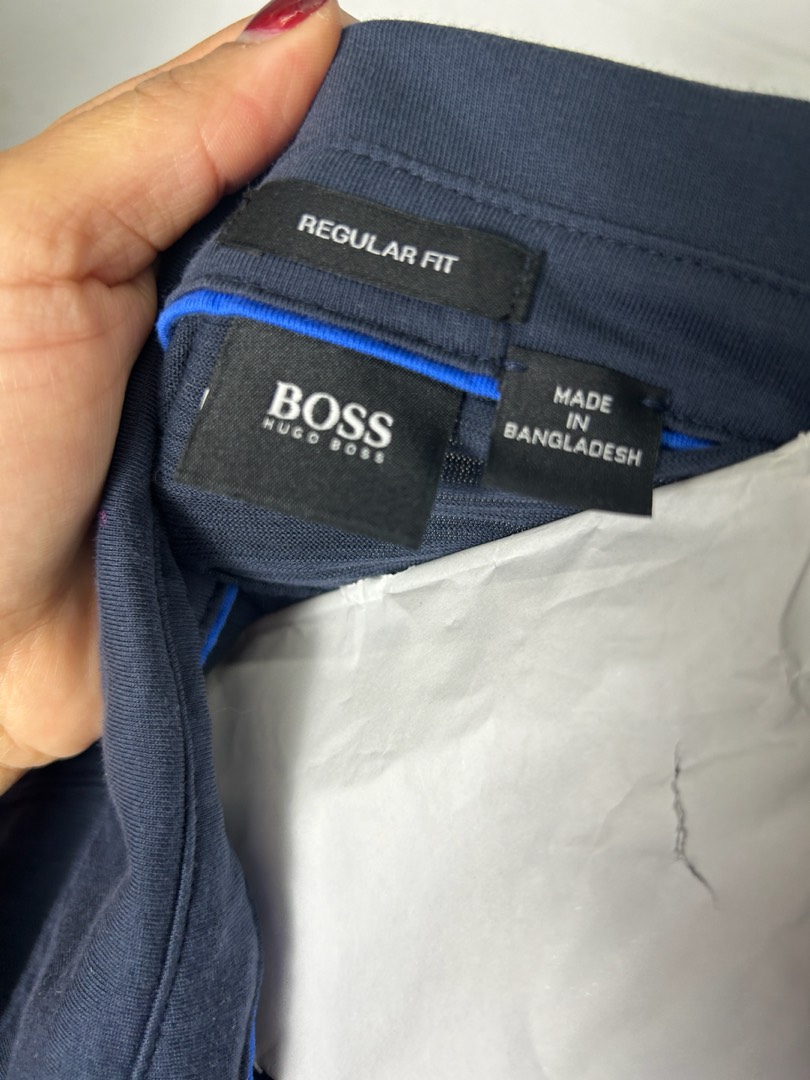 REGULAR FIT
BOSS
HUGO BOSS
MADE
IN
BANGLADESH